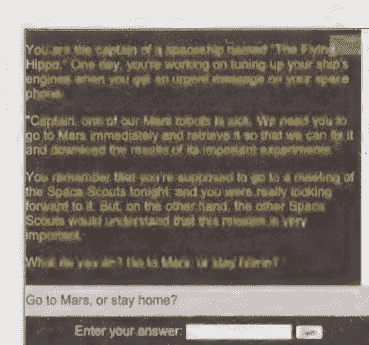 You are the captain of a spaceship named "The Flying
Hippo." One day, you're working on tuning up your ship's
engines when you get an urgent message on your space
phone.
"Captain, one of our Mars robots is sick. We need you to
go to Mars immediately and retrieve it so that we can fix it
and download the results of its important experiments."
You remember that you're supposed to go to a meeting of
the Space Scouts tonight, and you were really looking
forward to it. But, on the other hand, the other Space
Scouts would understand that this mission is very
important.
What do you do? Go to Mars, or stay home?
Go to Mars, or stay home?
Enter your answer: